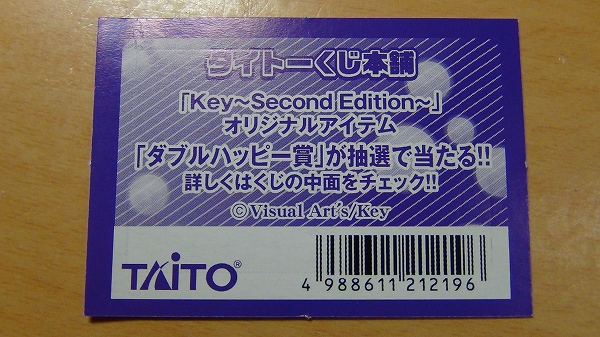 タイトーくじ本舗
「Key~Second Edition~」
オリジナルアイテム
「ダブルハッピー賞」が抽選で当たる!!
詳しくはくじの中面をチェック!!
©Visual Art's/Key
TAITO®
4 988611 212196